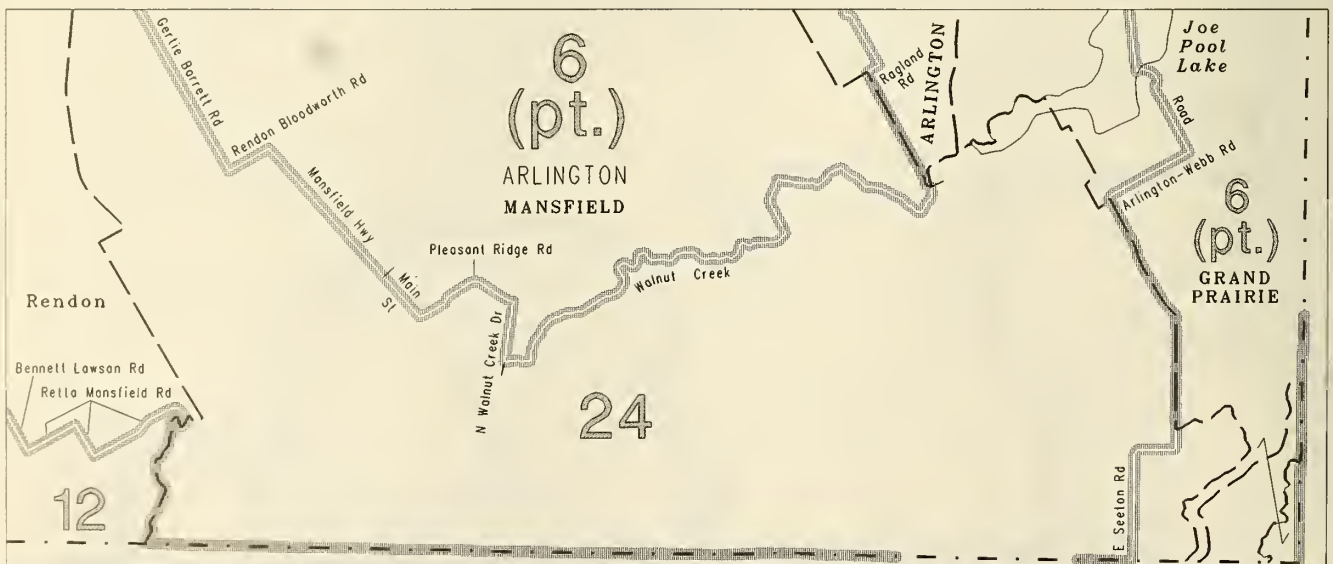 Gertie Barrett Rd
Rendon Bloodworth Rd
6
(pt.)
ARLINGTON
MANSFIELD
Ragland
Rd
ARLINGTON
Joe
Pool
Lake
Road
Arlington-Webb Rd
6
(pt.)
GRAND
PRAIRIE
Mansfield Hwy
Main
St
Pleasant Ridge Rd
Walnut Creek
Rendon
N Walnut Creek Dr
Bennett Lawson Rd
Retta Mansfield Rd
24
12
E Seeton Rd